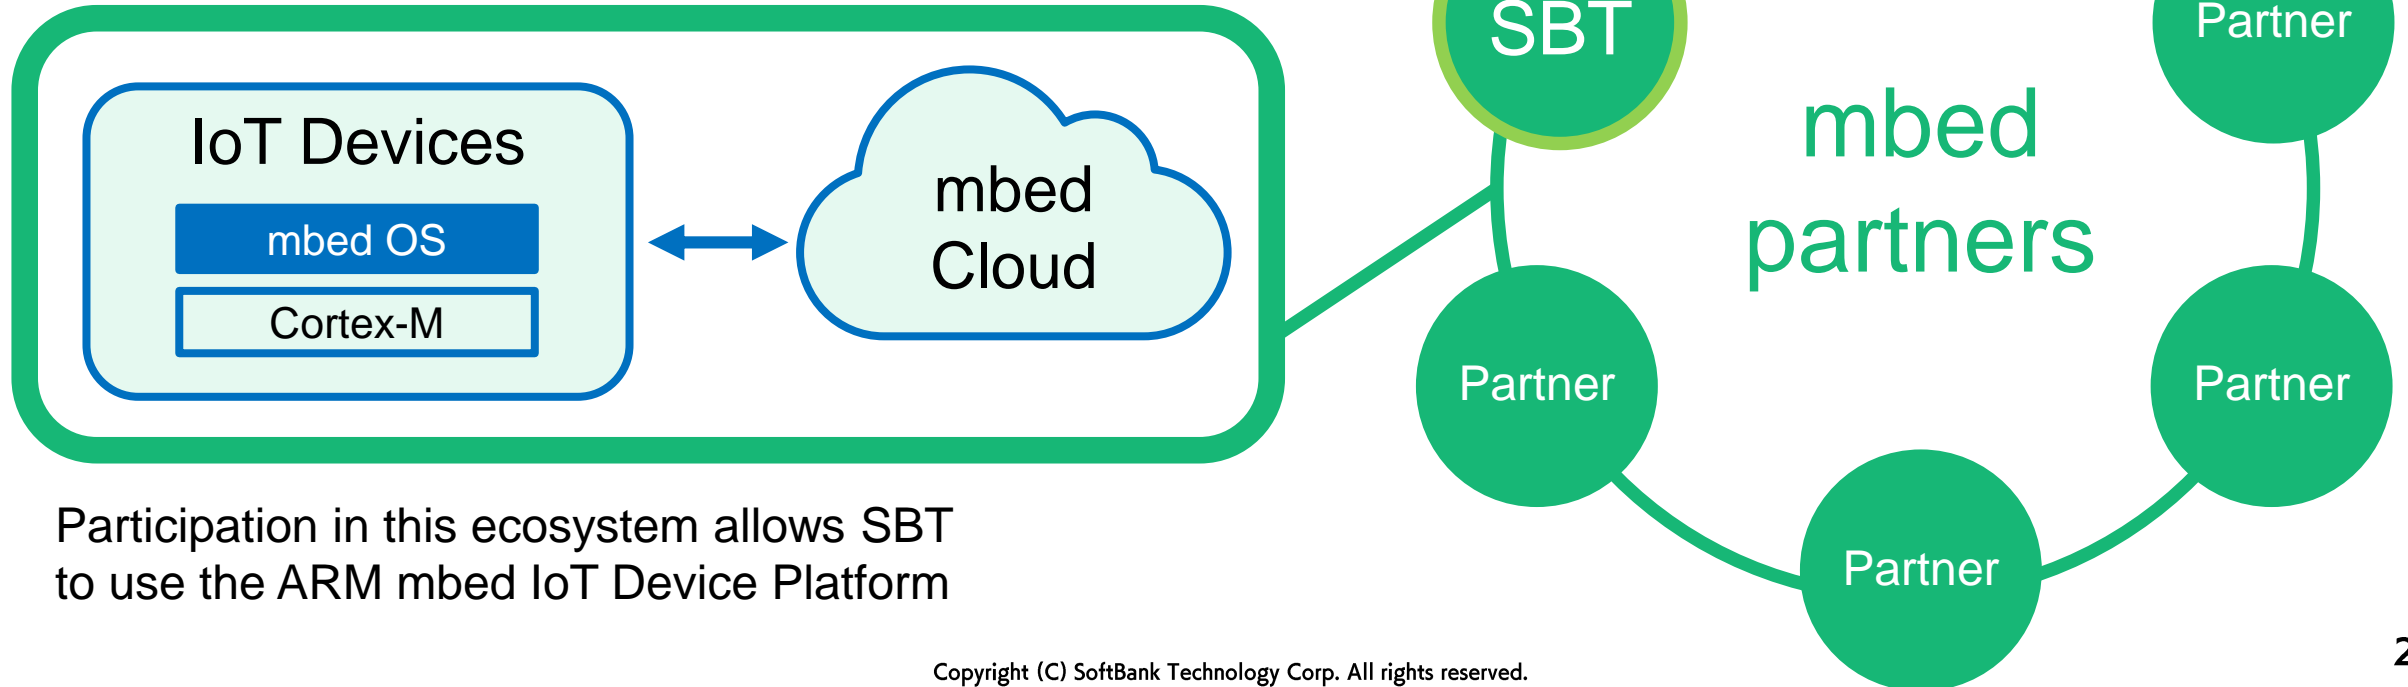 SBT
Partner
IoT Devices
mbed OS
Cortex-M
mbed
Cloud
mbed
partners
Partner
Partner
Partner
Participation in this ecosystem allows SBT
to use the ARM mbed IoT Device Platform
Copyright (C) SoftBank Technology Corp. All rights reserved.